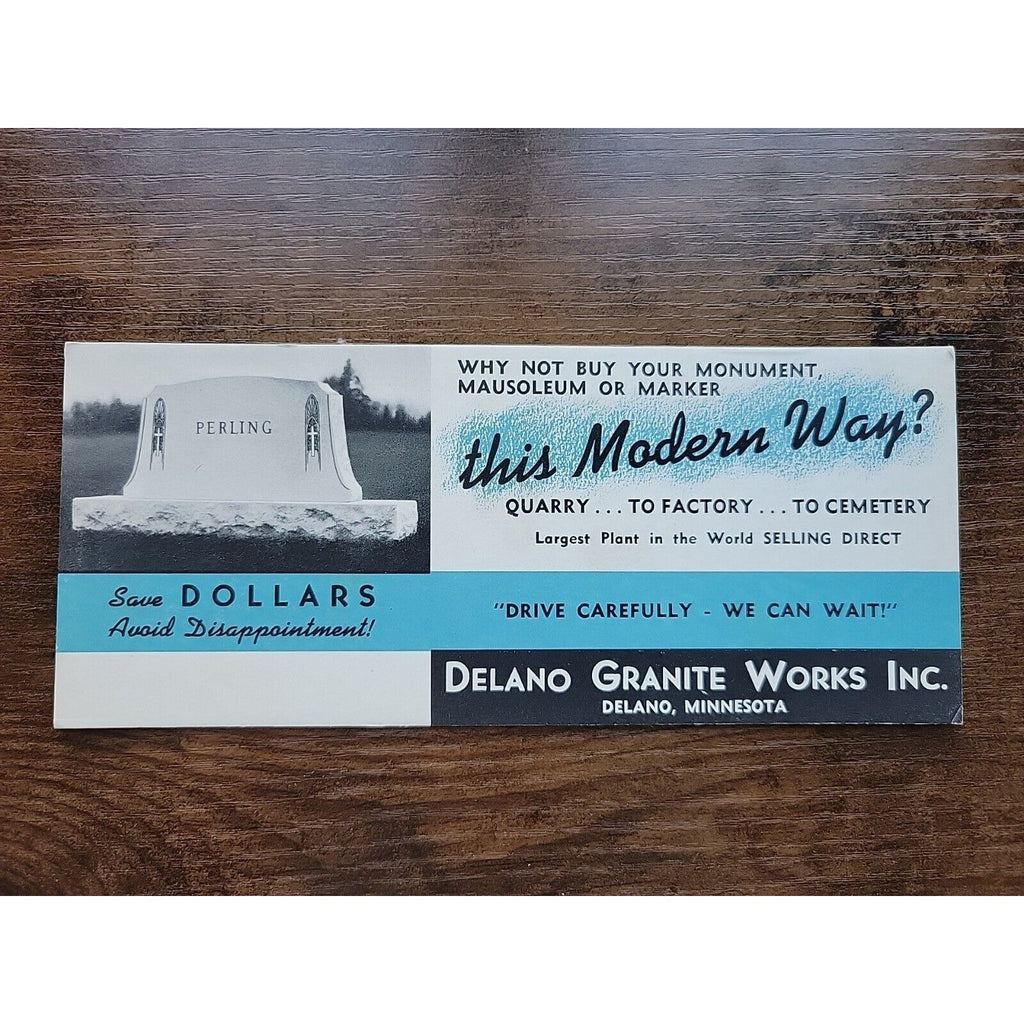 PERLING
Save DOLLARS
Avoid Disappointment!
WHY NOT BUY YOUR MONUMENT,
MAUSOLEUM OR MARKER
this Modern Way?
QUARRY... TO FACTORY... TO CEMETERY
Largest Plant in the World SELLING DIRECT
"DRIVE CAREFULLY - WE CAN WAIT!"
DELANO GRANITE WORKS INC.
DELANO, MINNESOTA